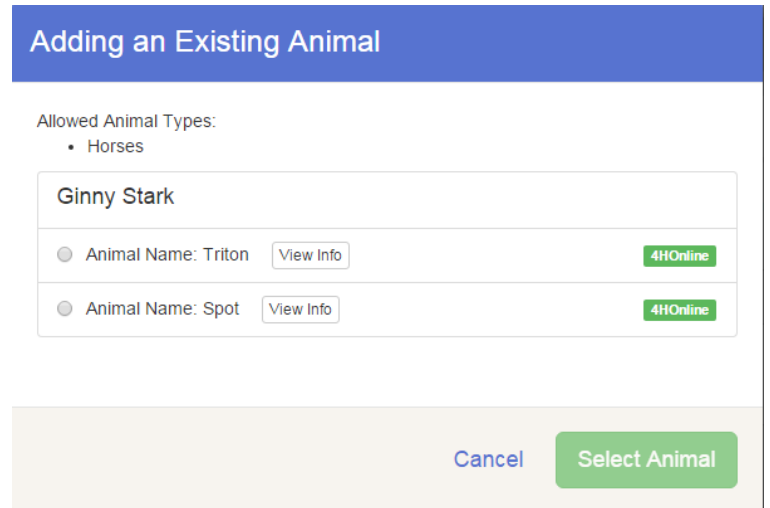 Adding an Existing Animal
Allowed Animal Types:
• Horses
Ginny Stark
Animal Name: Triton View Info 4HOnline
Animal Name: Spot View Info 4HOnline
Cancel Select Animal